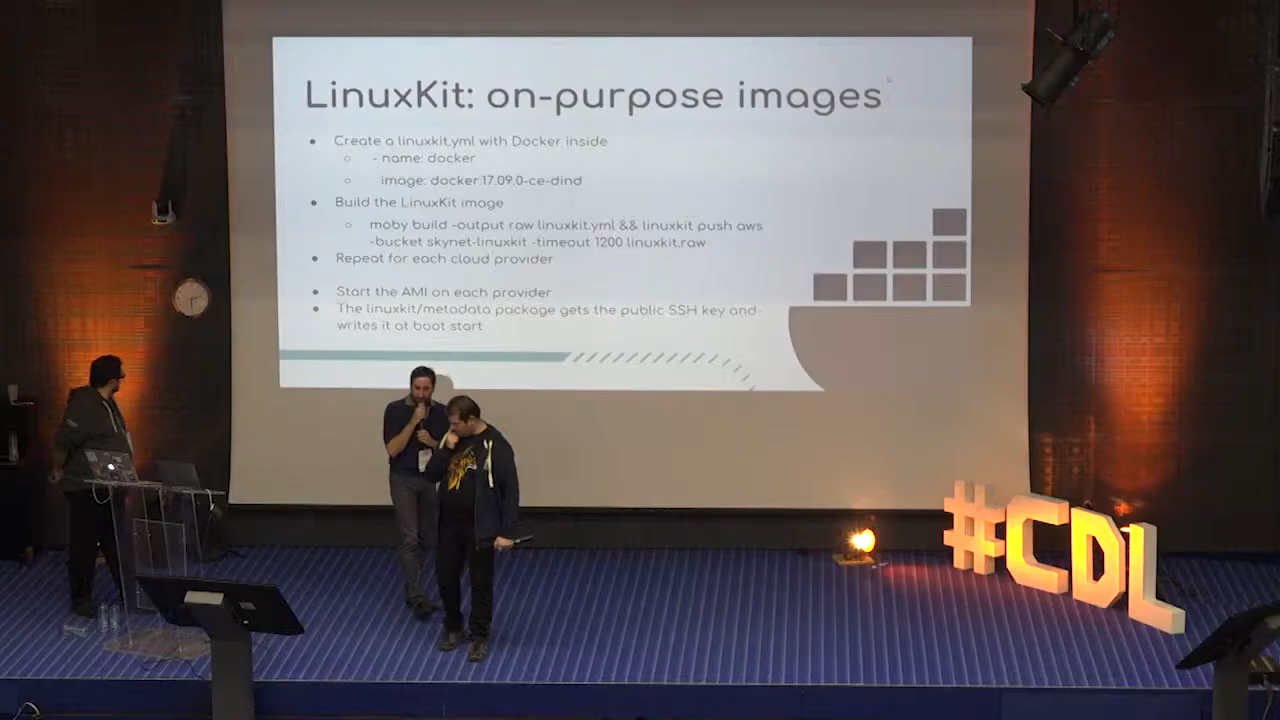 LinuxKit: on-purpose images
Create a linuxkit.yml with Docker inside
- name: docker
image: docker:17.09.0-ce-dind
Build the LinuxKit image
moby build -output raw linuxkit.yml && linuxkit push aws
-bucket skynet-linuxkit -timeout 1200 linuxkit.raw
Repeat for each cloud provider
Start the AMI on each provider
The linuxkit/metadata package gets the public SSH key and
writes it at boot start
#CDL